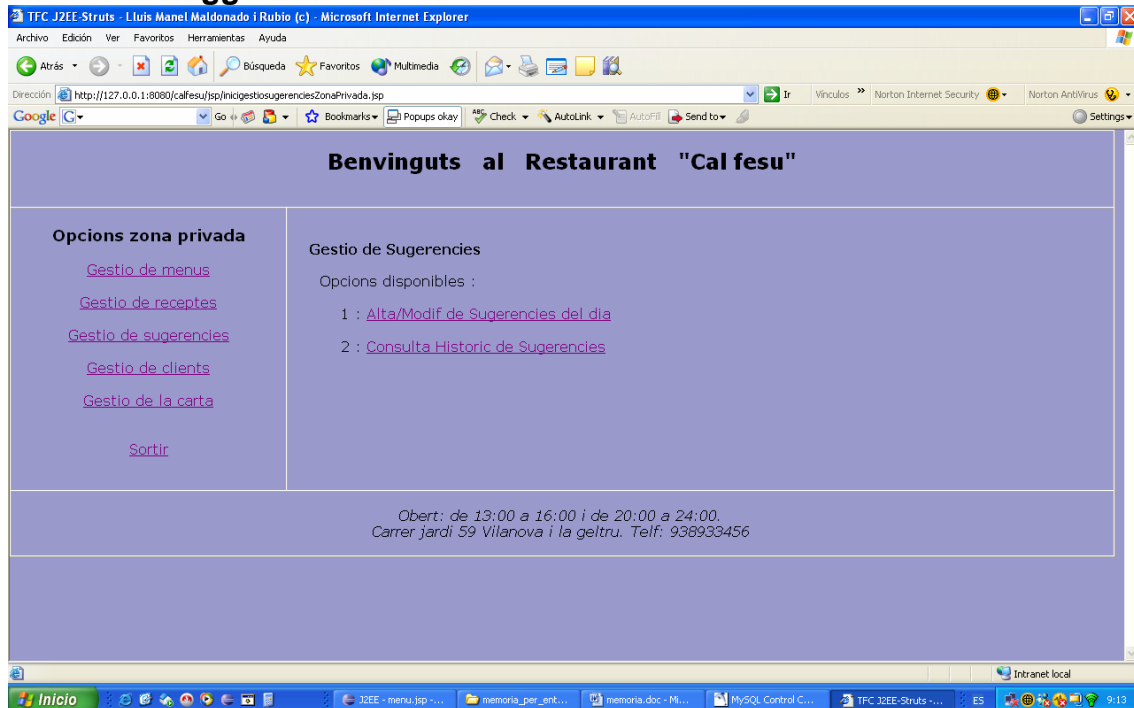 gg
TFC J2EE-Struts - Lluis Manel Maldonado i Rubio (c) - Microsoft Internet Explorer
Archivo Edición Ver Favoritos Herramientas Ayuda
Atrás Búsqueda Favoritos Multimedia
Dirección http://127.0.0.1:8080/calfesu/jsp/inicigestiosugerenciesZonaPrivada.jsp Ir Vínculos » Norton Internet Security Norton AntiVirus
Google G Go Bookmarks Popups okay ABC Check AutoLink AutoFill Send to Settings
Benvinguts al Restaurant "Cal fesu"
Opcions zona privada
Gestio de menus
Gestio de receptes
Gestio de sugerencies
Gestio de clients
Gestio de la carta
Sortir
Gestio de Sugerencies
Opcions disponibles :
1 : Alta/Modif de Sugerencies del dia
2 : Consulta Historic de Sugerencies
Obert: de 13:00 a 16:00 i de 20:00 a 24:00.
Carrer jardi 59 Vilanova i la geltru. Telf: 938933456
Intranet local
Inicio J2EE - menu.jsp -... memoria_per_ent... memoria.doc - Mi... MySQL Control C... TFC J2EE-Struts -... ES 9:13